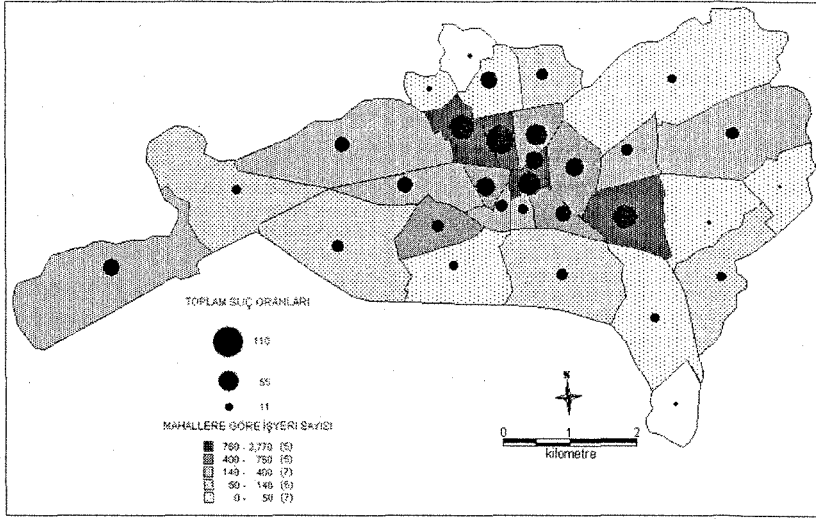 TOPLAM SUÇ ORANLARI
110
55
11
MAHALLERE GÖRE İŞYERİ SAYISI
760 - 2,770 (5)
400 - 760 (5)
140 - 400 (7)
50 - 140 (6)
0 - 50 (7)
N
0 1 2
kilometre